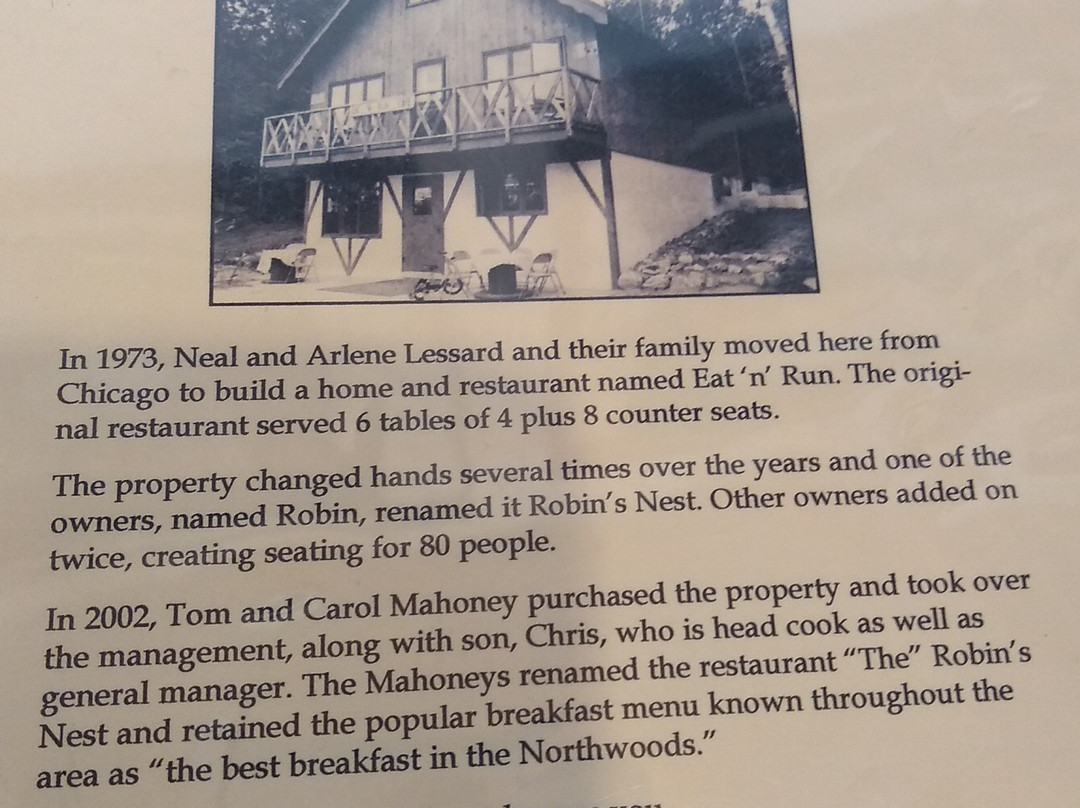 In 1973, Neal and Arlene Lessard and their family moved here from
Chicago to build a home and restaurant named Eat 'n' Run. The origi-
nal restaurant served 6 tables of 4 plus 8 counter seats.
The property changed hands several times over the years and one of the
owners, named Robin, renamed it Robin's Nest. Other owners added on
twice, creating seating for 80 people.
In 2002, Tom and Carol Mahoney purchased the property and took over
the management, along with son, Chris, who is head cook as well as
general manager. The Mahoneys renamed the restaurant "The" Robin's
Nest and retained the popular breakfast menu known throughout the
area as "the best breakfast in the Northwoods."